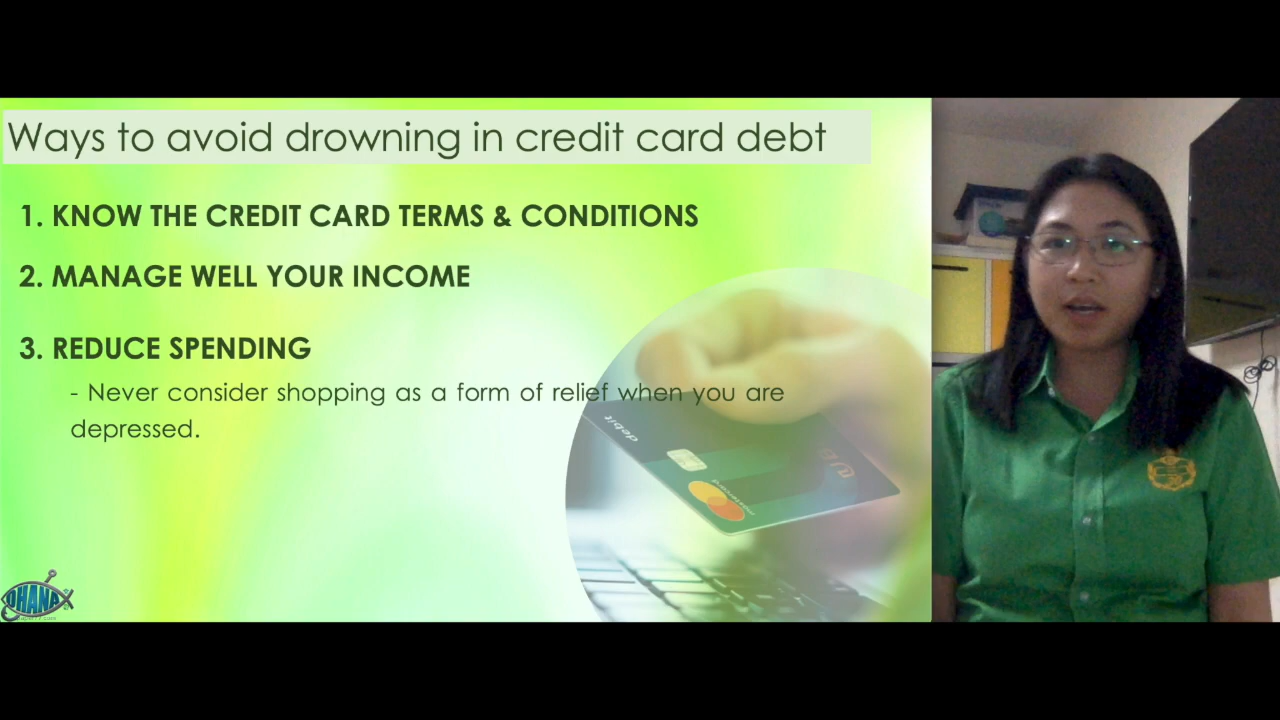 Ways to avoid drowning in credit card debt
1. KNOW THE CREDIT CARD TERMS & CONDITIONS
2. MANAGE WELL YOUR INCOME
3. REDUCE SPENDING
- Never consider shopping as a form of relief when you are
depressed.
debit
mastercard
OHANA